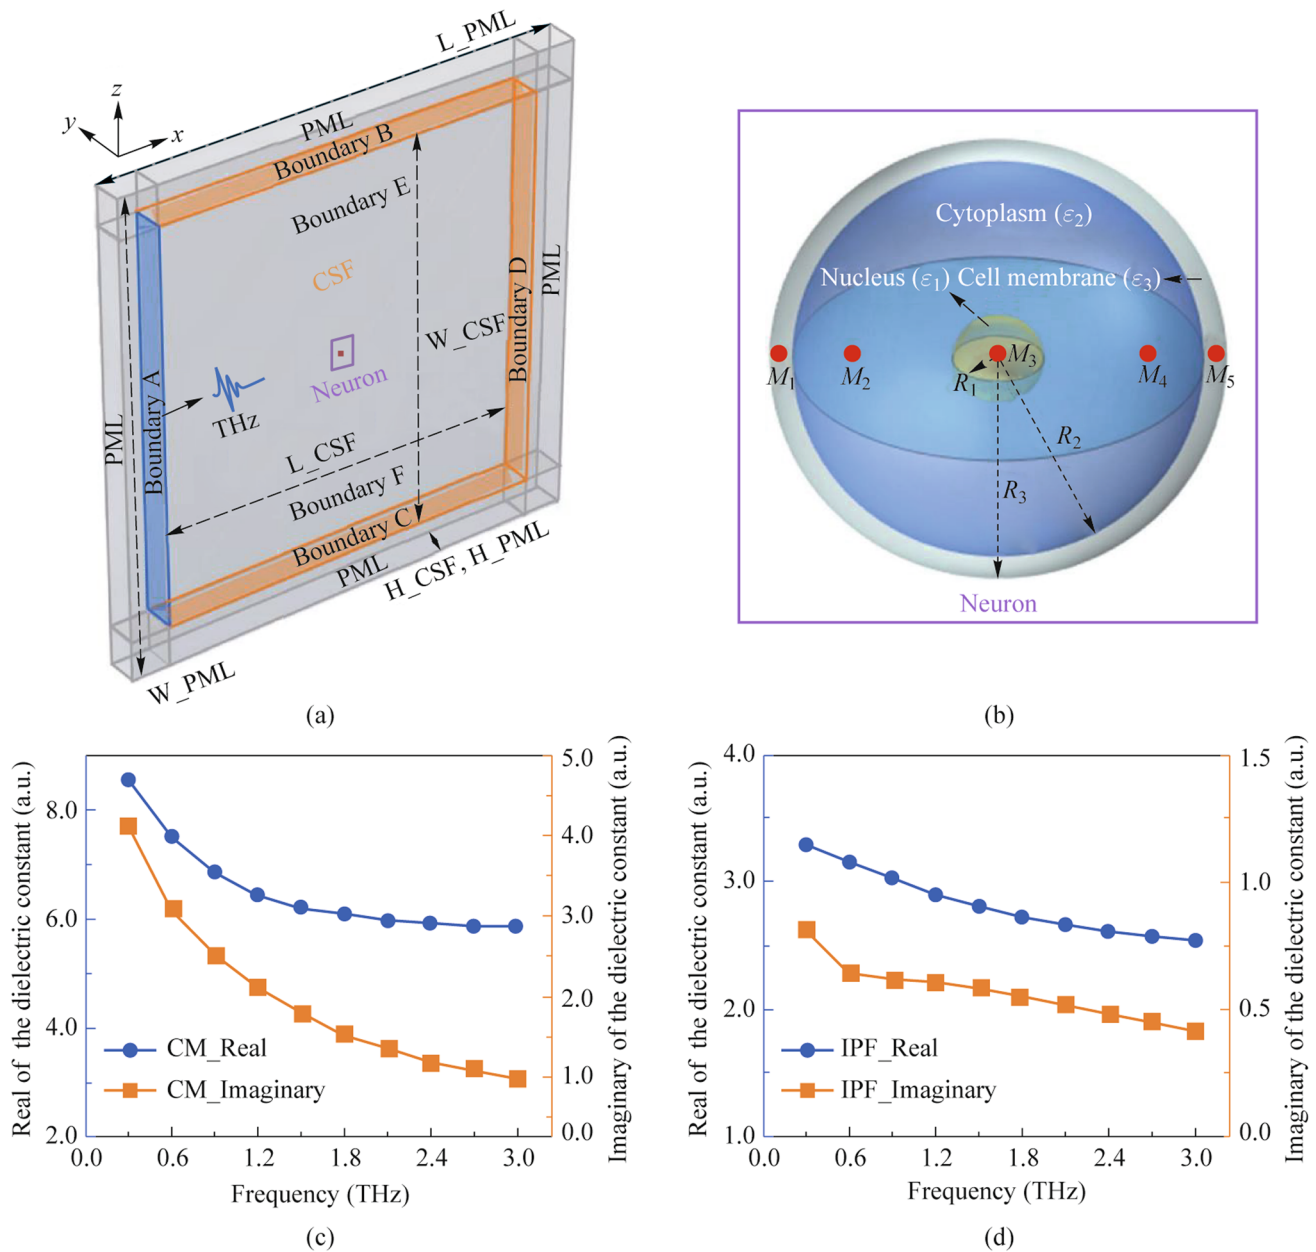 L_PML
z
y
x
PML
Boundary B
Boundary E
CSF
W_CSF
Boundary D
PML
Neuron
Boundary A
THz
PML
L_CSF
Boundary F
Boundary C
PML
H_CSF, H_PML
W_PML
(a)
Cytoplasm (ε2)
Nucleus (ε1) Cell membrane (ε3)
M1
M2
M3
M4
M5
R1
R2
R3
Neuron
(b)
Real of the dielectric constant (a.u.)
8.0
6.0
4.0
2.0
5.0
4.0
3.0
2.0
1.0
0.0
Imaginary of the dielectric constant (a.u.)
CM_Real
CM_Imaginary
0.0 0.6 1.2 1.8 2.4 3.0
Frequency (THz)
(c)
Real of the dielectric constant (a.u.)
4.0
3.0
2.0
1.0
1.5
1.0
0.5
0.0
Imaginary of the dielectric constant (a.u.)
IPF_Real
IPF_Imaginary
0.0 0.6 1.2 1.8 2.4 3.0
Frequency (THz)
(d)